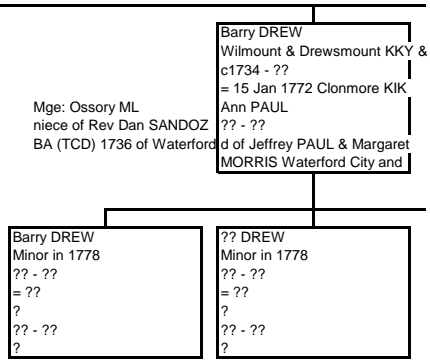 Barry DREW
Wilmount & Drewsmount KKY &
c1734 - ??
= 15 Jan 1772 Clonmore KIK
Mge: Ossory ML
Ann PAUL
niece of Rev Dan SANDOZ
?? - ??
BA (TCD) 1736 of Waterford
d of Jeffrey PAUL & Margaret
MORRIS Waterford City and
Barry DREW
Minor in 1778
?? - ??
= ??
?
?? - ??
?
?? DREW
Minor in 1778
?? - ??
= ??
?
?? - ??
?